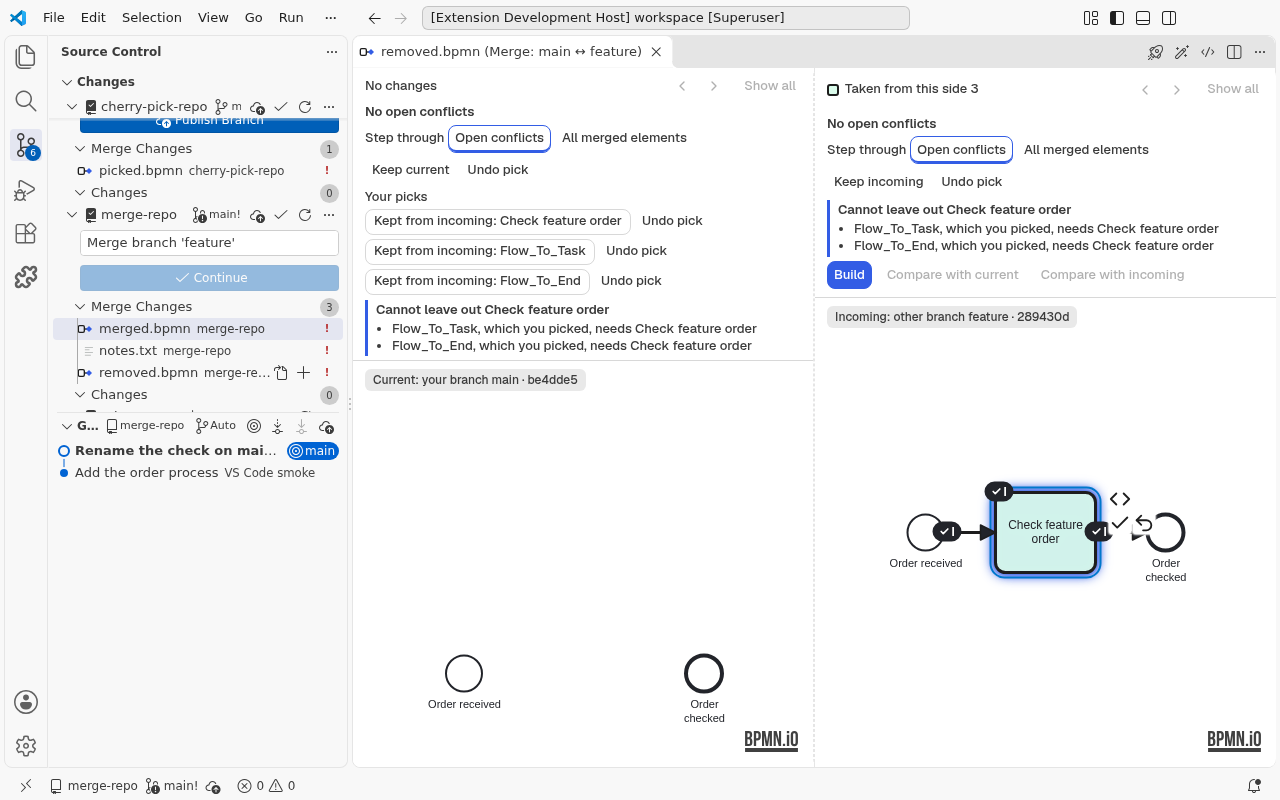 File Edit Selection View Go Run
[Extension Development Host] workspace [Superuser]
Source Control
Changes
cherry-pick-repo
Publish Branch
Merge Changes 1
picked.bpmn cherry-pick-repo !
Changes 0
merge-repo main!
Merge branch 'feature'
Continue
Merge Changes 3
merged.bpmn merge-repo !
notes.txt merge-repo !
removed.bpmn merge-re... !
Changes 0
G... merge-repo Auto
Rename the check on mai... main
Add the order process VS Code smoke
6
removed.bpmn (Merge: main ↔ feature)
No changes Show all
No open conflicts
Step through Open conflicts All merged elements
Keep current Undo pick
Your picks
Kept from incoming: Check feature order Undo pick
Kept from incoming: Flow_To_Task Undo pick
Kept from incoming: Flow_To_End Undo pick
Cannot leave out Check feature order
• Flow_To_Task, which you picked, needs Check feature order
• Flow_To_End, which you picked, needs Check feature order
Current: your branch main · be4dde5
Order received
Order
checked
BPMN.iO
Taken from this side 3 Show all
No open conflicts
Step through Open conflicts All merged elements
Keep incoming Undo pick
Cannot leave out Check feature order
• Flow_To_Task, which you picked, needs Check feature order
• Flow_To_End, which you picked, needs Check feature order
Build Compare with current Compare with incoming
Incoming: other branch feature · 289430d
Check feature
order
Order received
Order
checked
BPMN.iO
merge-repo main! 0 0